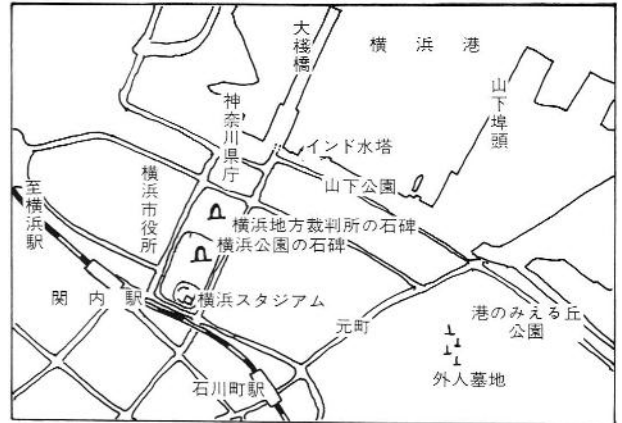 大棧橋
横浜港
山下埠頭
神奈川県庁
インド水塔
山下公園
至横浜駅
横浜市役所
横浜地方裁判所の石碑
横浜公園の石碑
関内駅
横浜スタジアム
元町
港のみえる丘
公園
石川町駅
外人墓地